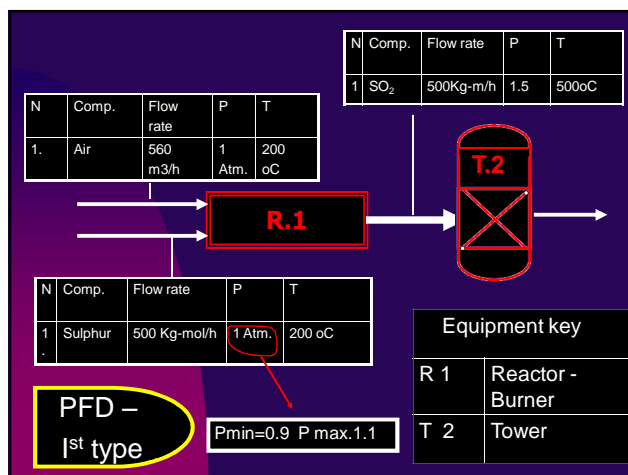 N Comp. Flow rate P T
1 SO2 500Kg-m/h 1.5 500oC
N Comp. Flow P T
rate
1. Air 560 1 200
m3/h Atm. oC
T.2
R.1
N Comp. Flow rate P T
1 Sulphur 500 Kg-mol/h 1 Atm. 200 oC
.
Equipment key
R 1 Reactor -
Burner
T 2 Tower
PFD –
Ist type
Pmin=0.9 P max.1.1